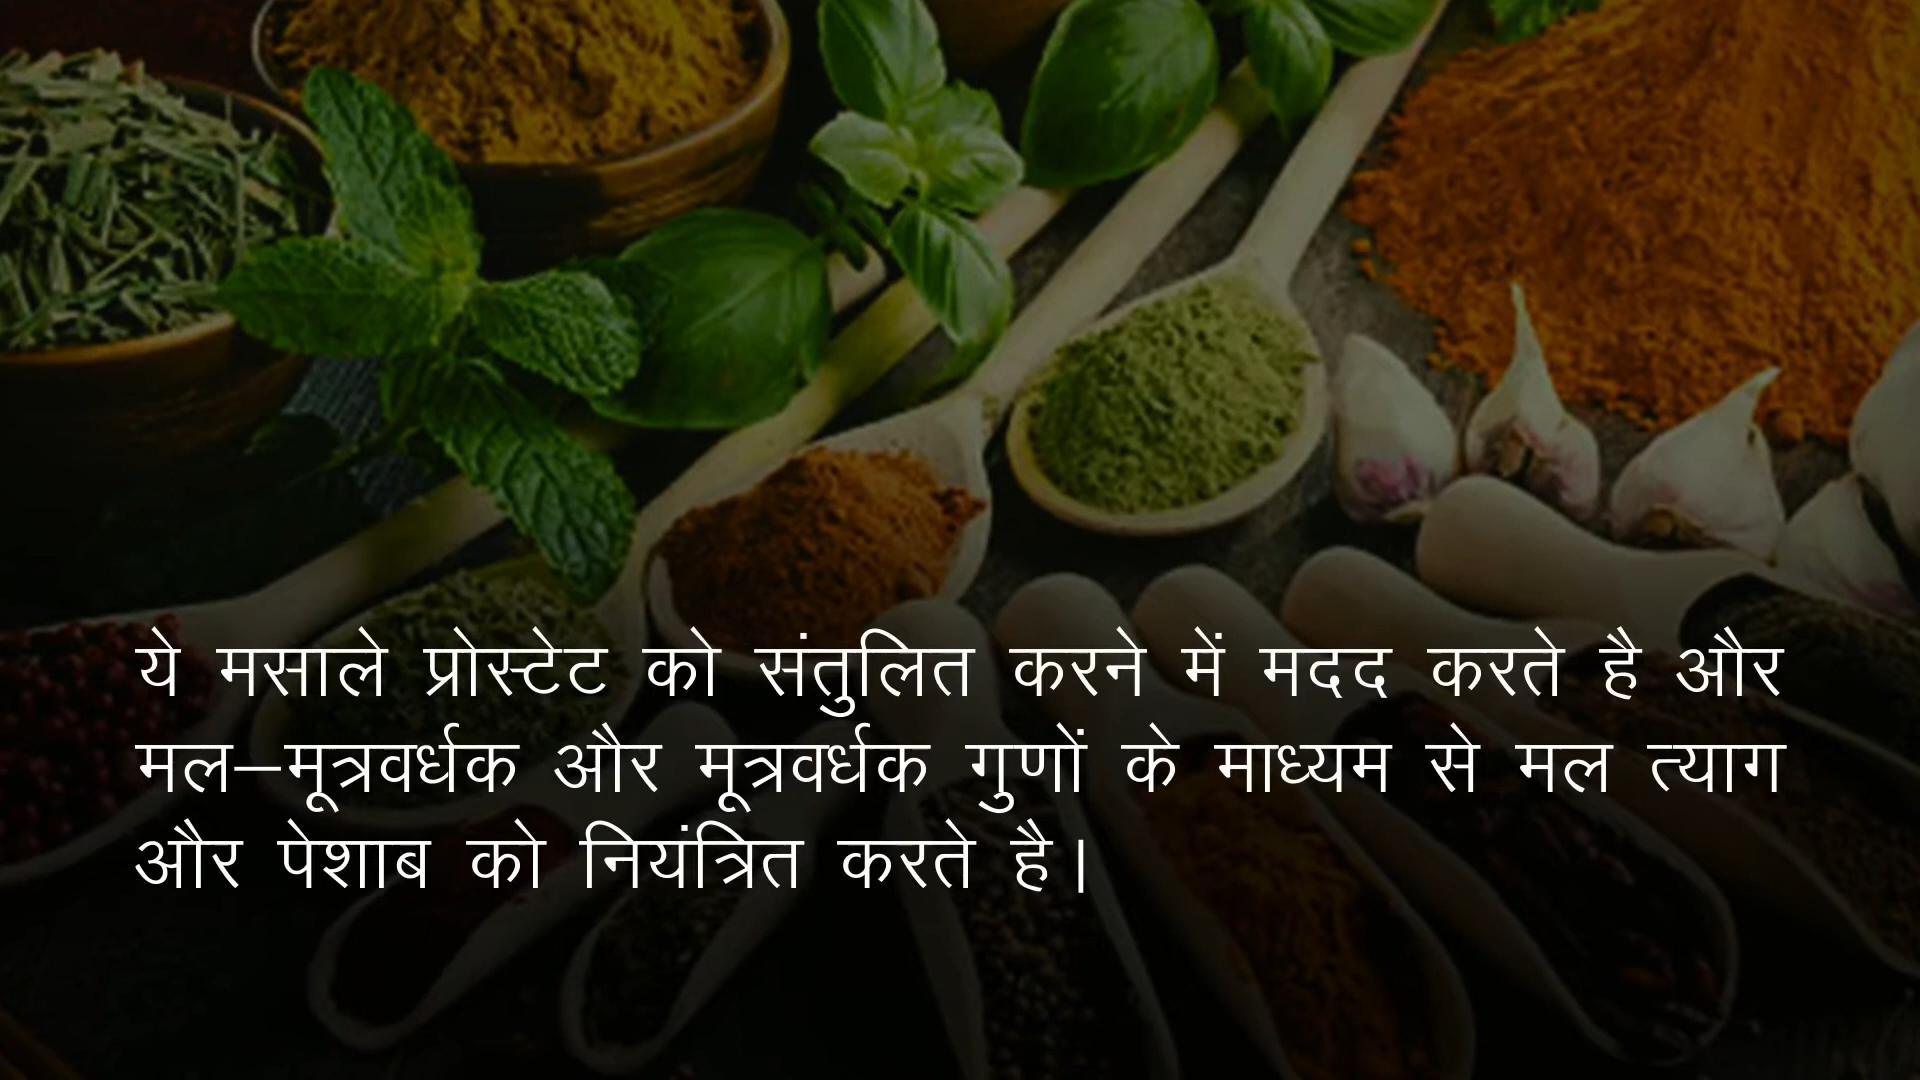 ये मसाले प्रोस्टेट को संतुलित करने में मदद करते है और
मल–मूत्रवर्धक और मूत्रवर्धक गुणों के माध्यम से मल त्याग
और पेशाब को नियंत्रित करते है।